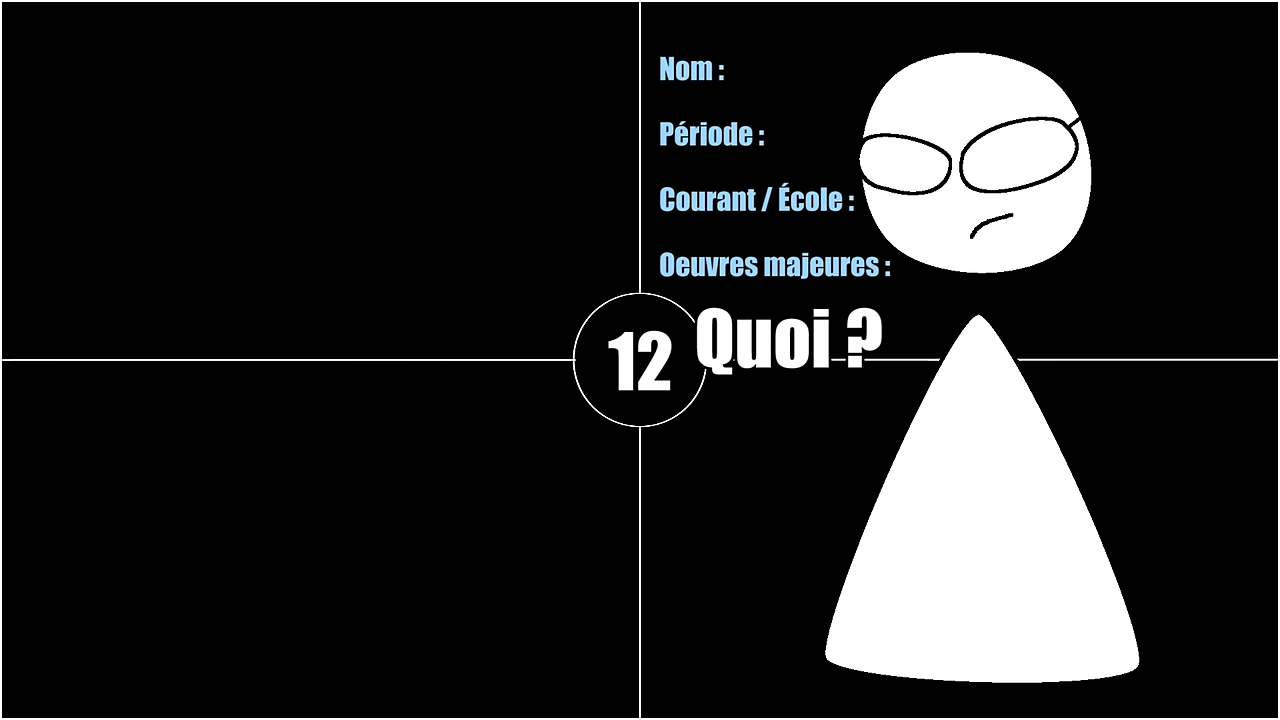 Nom :
Période :
Courant / École :
Oeuvres majeures :
12
Quoi ?